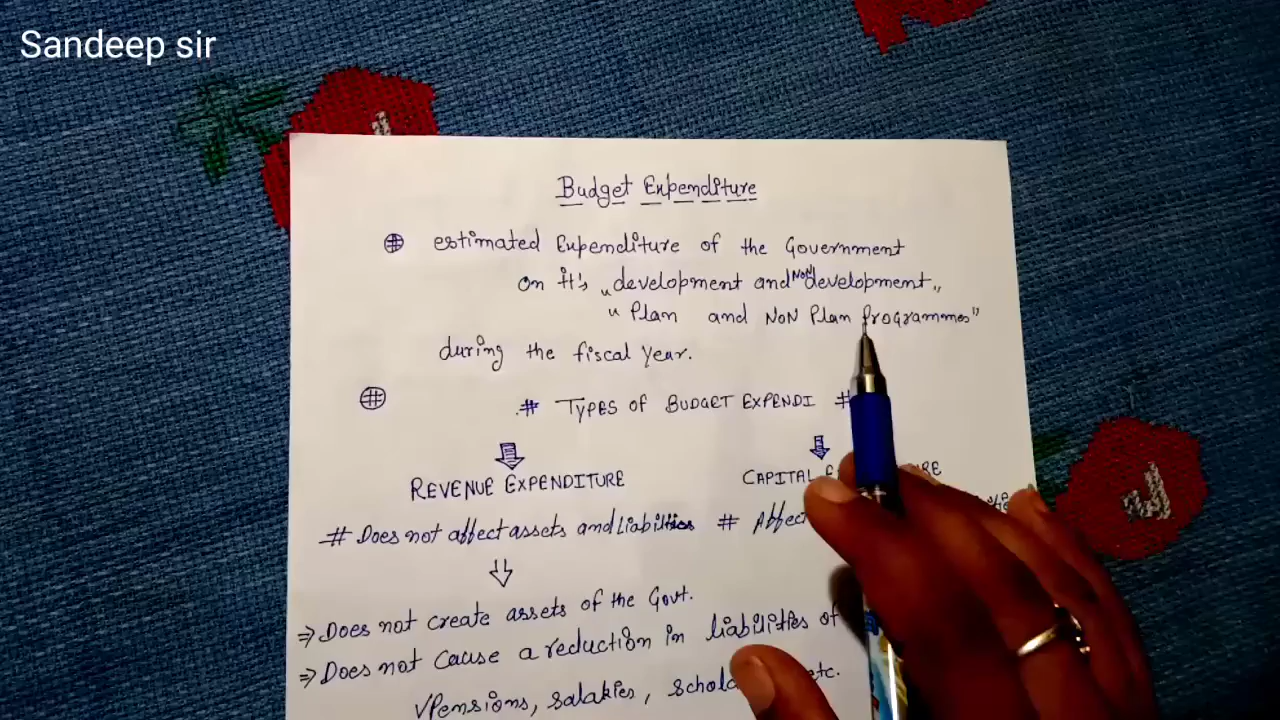 Sandeep sir
Budget Expenditure
estimated Expenditure of the Government
on it's "development and Non development"
"Plan and NON Plan Programmes"
during the fiscal year.
# TYPES OF BUDGET EXPENDI #
REVENUE EXPENDITURE
CAPITAL
# Does not affect assets and Liabilities
# Affect
⇒ Does not create assets of the Govt.
⇒ Does not cause a reduction in liabilities of
√Pensions, salaries, etc.